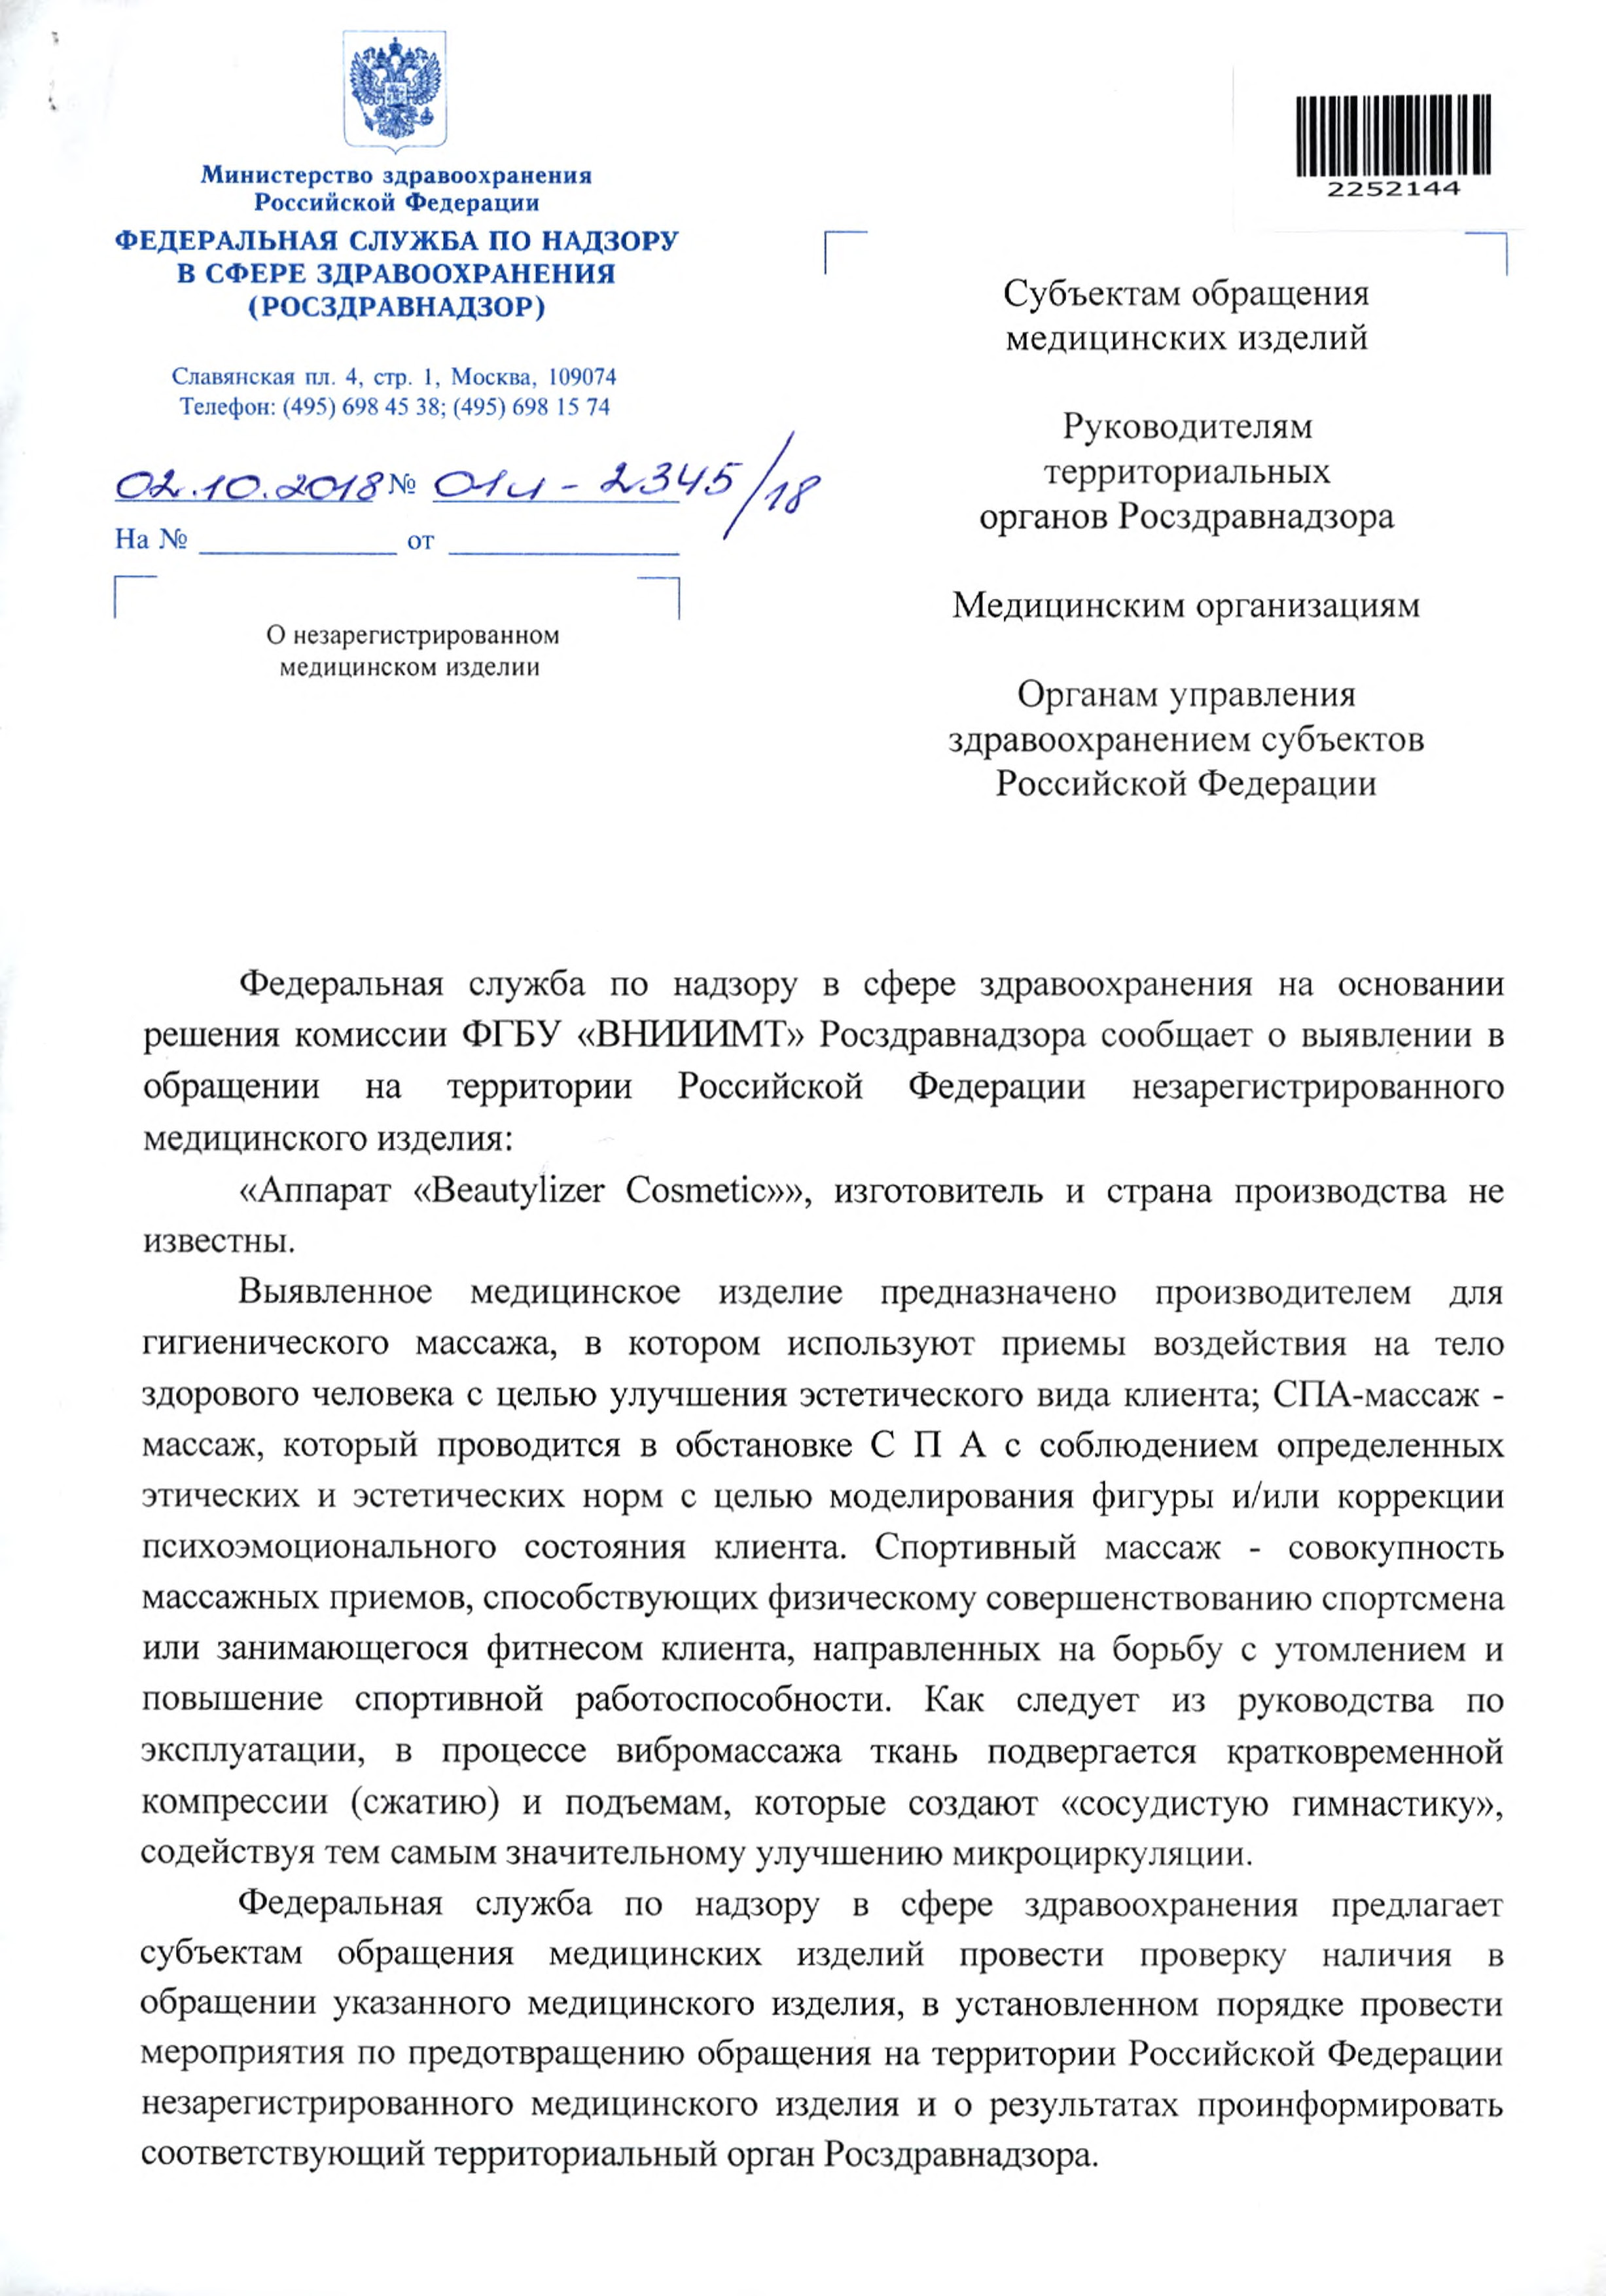 Министерство здравоохранения
Российской Федерации
ФЕДЕРАЛЬНАЯ СЛУЖБА ПО НАДЗОРУ
В СФЕРЕ ЗДРАВООХРАНЕНИЯ
(РОСЗДРАВНАДЗОР)
Славянская пл. 4, стр. 1, Москва, 109074
Телефон: (495) 698 45 38; (495) 698 15 74
02.10.2018 № 01и - 2345/18
На № от
О незарегистрированном
медицинском изделии
2252144
Субъектам обращения
медицинских изделий
Руководителям
территориальных
органов Росздравнадзора
Медицинским организациям
Органам управления
здравоохранением субъектов
Российской Федерации
Федеральная служба по надзору в сфере здравоохранения на основании
решения комиссии ФГБУ «ВНИИИМТ» Росздравнадзора сообщает о выявлении в
обращении на территории Российской Федерации незарегистрированного
медицинского изделия:
«Аппарат «Beautylizer Cosmetic»», изготовитель и страна производства не
известны.
Выявленное медицинское изделие предназначено производителем для
гигиенического массажа, в котором используют приемы воздействия на тело
здорового человека с целью улучшения эстетического вида клиента; СПА-массаж -
массаж, который проводится в обстановке С П А с соблюдением определенных
этических и эстетических норм с целью моделирования фигуры и/или коррекции
психоэмоционального состояния клиента. Спортивный массаж - совокупность
массажных приемов, способствующих физическому совершенствованию спортсмена
или занимающегося фитнесом клиента, направленных на борьбу с утомлением и
повышение спортивной работоспособности. Как следует из руководства по
эксплуатации, в процессе вибромассажа ткань подвергается кратковременной
компрессии (сжатию) и подъемам, которые создают «сосудистую гимнастику»,
содействуя тем самым значительному улучшению микроциркуляции.
Федеральная служба по надзору в сфере здравоохранения предлагает
субъектам обращения медицинских изделий провести проверку наличия в
обращении указанного медицинского изделия, в установленном порядке провести
мероприятия по предотвращению обращения на территории Российской Федерации
незарегистрированного медицинского изделия и о результатах проинформировать
соответствующий территориальный орган Росздравнадзора.